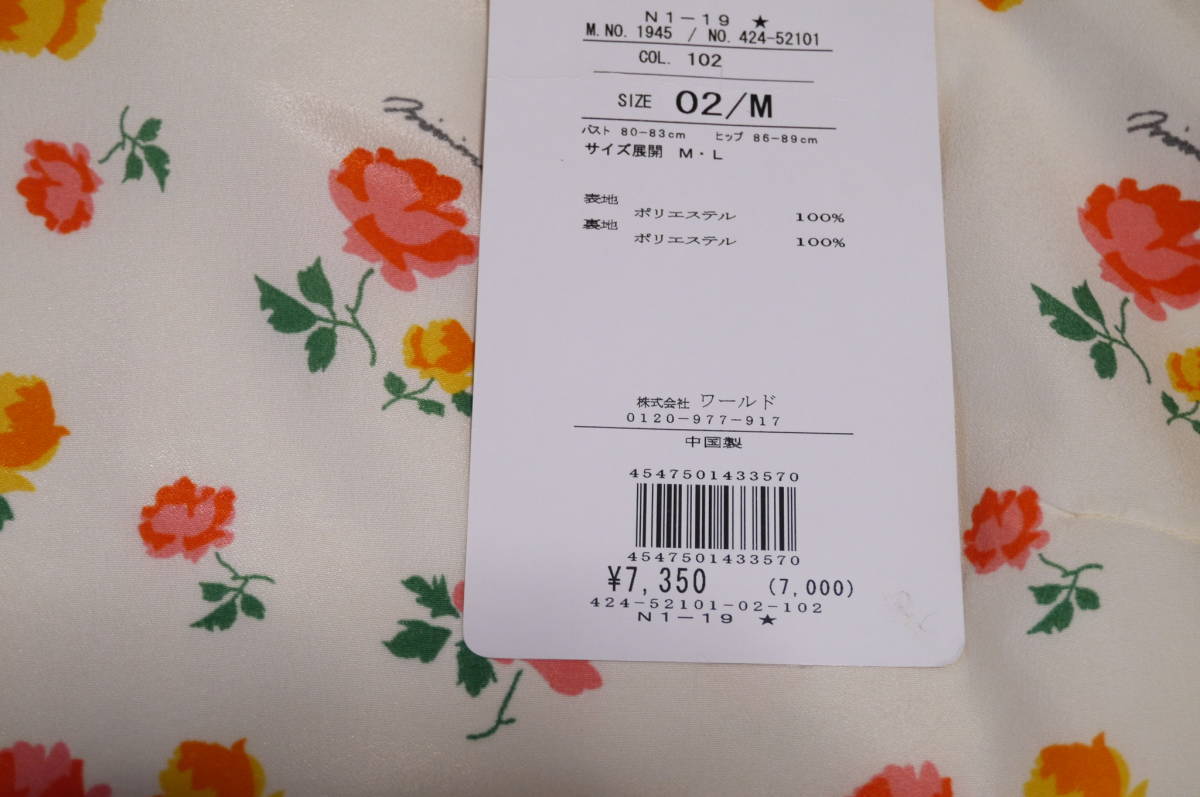 N1-19 ★
M.NO. 1945 / NO. 424-52101
COL. 102
SIZE 02/M
バスト 80-83cm ヒップ 86-89cm
サイズ展開 M・L
表地
ポリエステル 100%
裏地
ポリエステル 100%
株式会社 ワールド
0120-977-917
中国製
4547501433570
4547501433570
¥7,350 (7,000)
424-52101-02-102
N1-19 ★